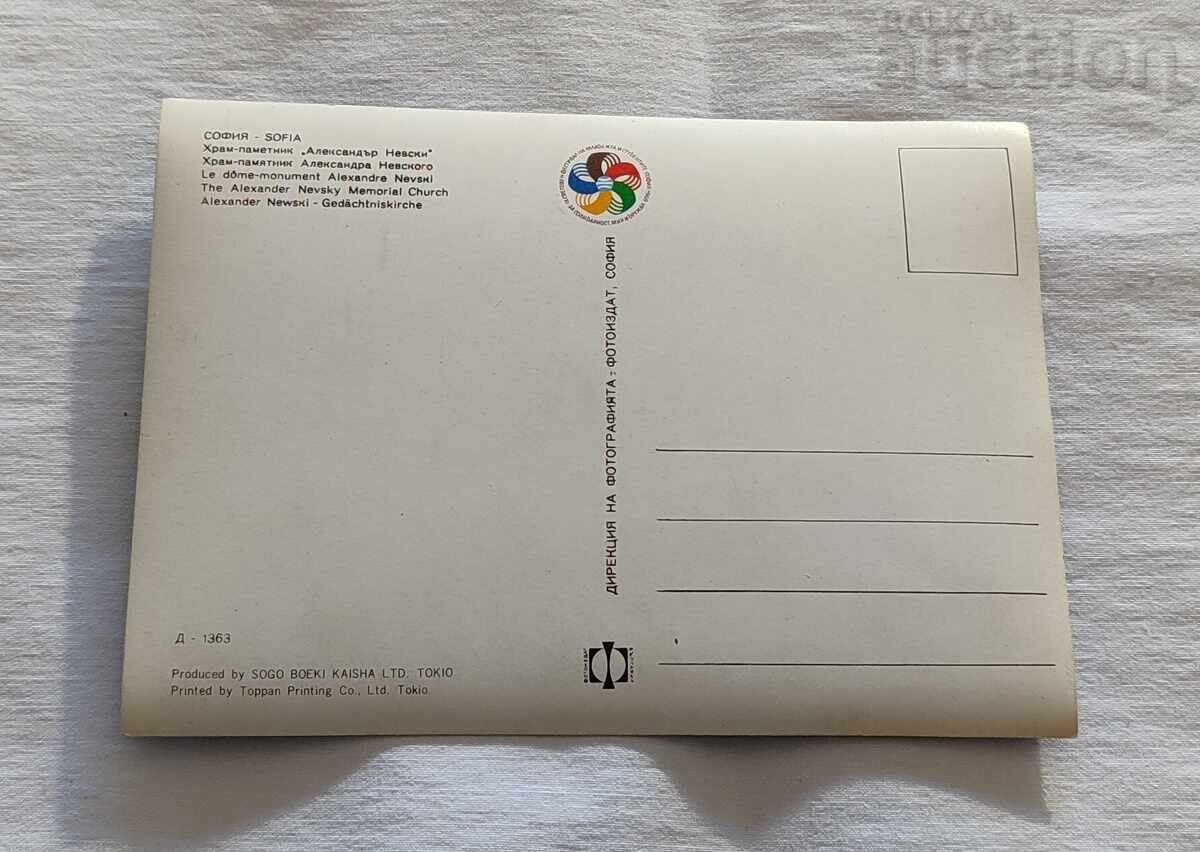 BALKAN
auction
СОФИЯ - SOFIA
Храм-паметник „Александър Невски"
Храм-памятник Александра Невского
Le dôme-monument Alexandre Nevski
The Alexander Nevsky Memorial Church
Alexander Newski - Gedächtniskirche
ДИРЕКЦИЯ НА ФОТОГРАФИЯТА - ФОТОИЗДАТ, СОФИЯ
Д - 1363
Produced by SOGO BOEKI KAISHA LTD. TOKIO
Printed by Toppan Printing Co., Ltd. Tokio